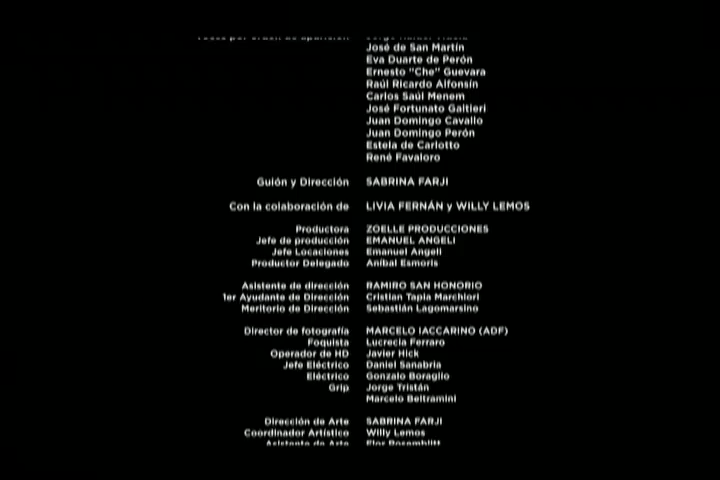 José de San Martín
Eva Duarte de Perón
Ernesto "Che" Guevara
Raúl Ricardo Alfonsín
Carlos Saúl Menem
José Fortunato Galtieri
Juan Domingo Cavallo
Juan Domingo Perón
Estela de Carlotto
René Favaloro
Guión y Dirección SABRINA FARJI
Con la colaboración de LIVIA FERNÁN y WILLY LEMOS
Productora ZOELLE PRODUCCIONES
Jefe de producción EMANUEL ANGELI
Jefe Locaciones Emanuel Angeli
Productor Delegado Aníbal Esmoris
Asistente de dirección RAMIRO SAN HONORIO
1er Ayudante de Dirección Cristian Tapia Marchiori
Meritorio de Dirección Sebastián Lagomarsino
Director de fotografía MARCELO IACCARINO (ADF)
Foquista Lucrecia Ferraro
Operador de HD Javier Hick
Jefe Eléctrico Daniel Sanabria
Eléctrico Gonzalo Boragllo
Grip Jorge Tristán
Marcelo Beltramini
Dirección de Arte SABRINA FARJI
Coordinador Artístico Willy Lemos
Asistente de Arte